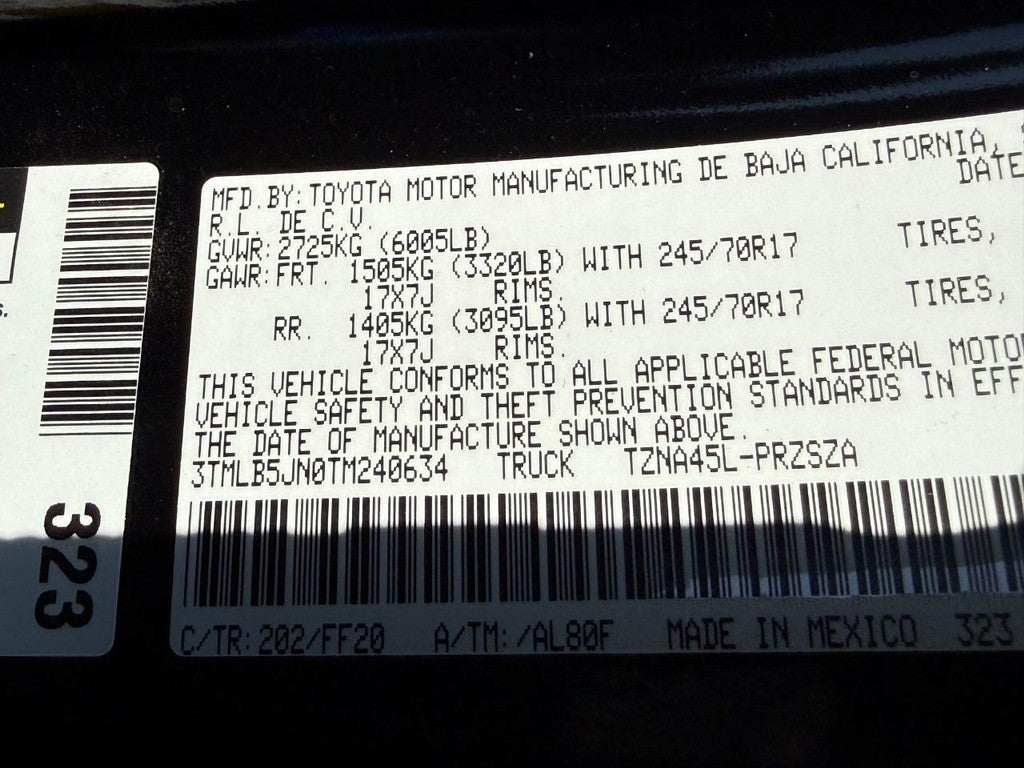 MFD.BY:TOYOTA MOTOR MANUFACTURING DE BAJA CALIFORNIA,
R.L. DE C.V. DATE
GVWR:2725KG (6005LB)
GAWR:FRT. 1505KG (3320LB) WITH 245/70R17 TIRES,
17X7J RIMS.
RR. 1405KG (3095LB) WITH 245/70R17 TIRES,
17X7J RIMS.
THIS VEHICLE CONFORMS TO ALL APPLICABLE FEDERAL MOTO
VEHICLE SAFETY AND THEFT PREVENTION STANDARDS IN EFF
THE DATE OF MANUFACTURE SHOWN ABOVE.
3TMLB5JN0TM240634 TRUCK TZNA45L-PRZSZA
C/TR:202/FF20 A/TM:/AL80F MADE IN MEXICO 323
323